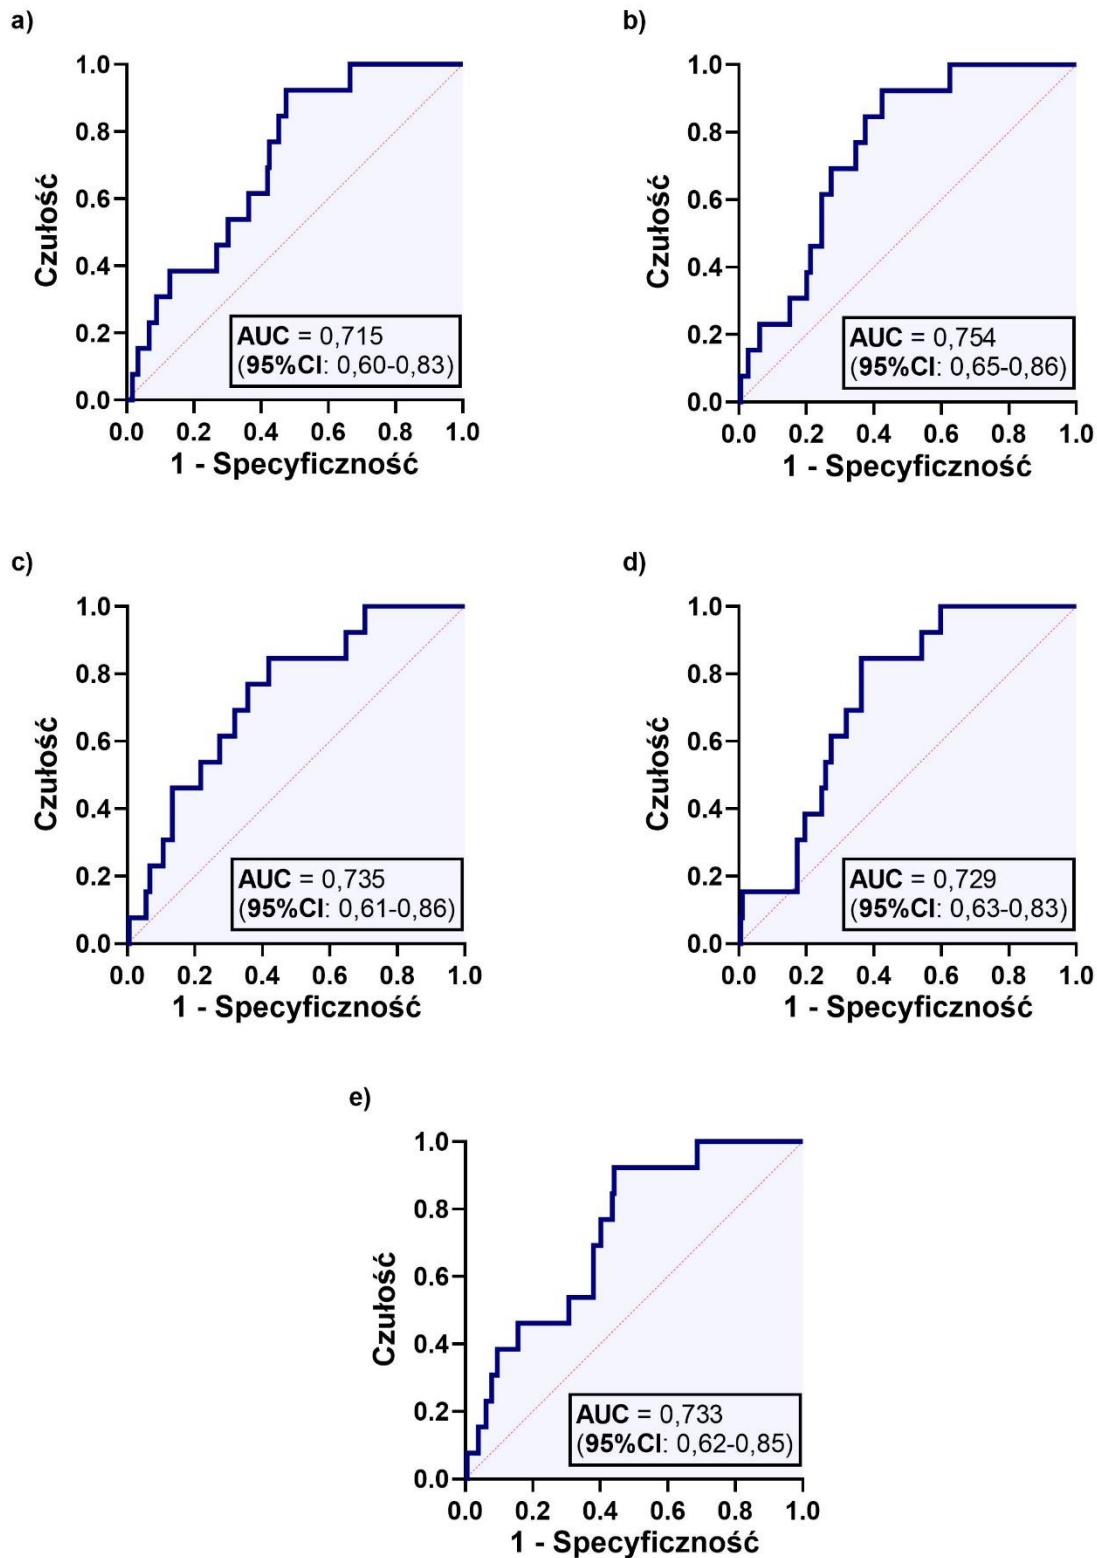 a)
1.0
0.8
0.6
0.4
0.2
0.0
Czułość
AUC = 0,715
(95%CI: 0,60-0,83)
0.0 0.2 0.4 0.6 0.8 1.0
1 - Specyficzność
b)
1.0
0.8
0.6
0.4
0.2
0.0
Czułość
AUC = 0,754
(95%CI: 0,65-0,86)
0.0 0.2 0.4 0.6 0.8 1.0
1 - Specyficzność
c)
1.0
0.8
0.6
0.4
0.2
0.0
Czułość
AUC = 0,735
(95%CI: 0,61-0,86)
0.0 0.2 0.4 0.6 0.8 1.0
1 - Specyficzność
d)
1.0
0.8
0.6
0.4
0.2
0.0
Czułość
AUC = 0,729
(95%CI: 0,63-0,83)
0.0 0.2 0.4 0.6 0.8 1.0
1 - Specyficzność
e)
1.0
0.8
0.6
0.4
0.2
0.0
Czułość
AUC = 0,733
(95%CI: 0,62-0,85)
0.0 0.2 0.4 0.6 0.8 1.0
1 - Specyficzność